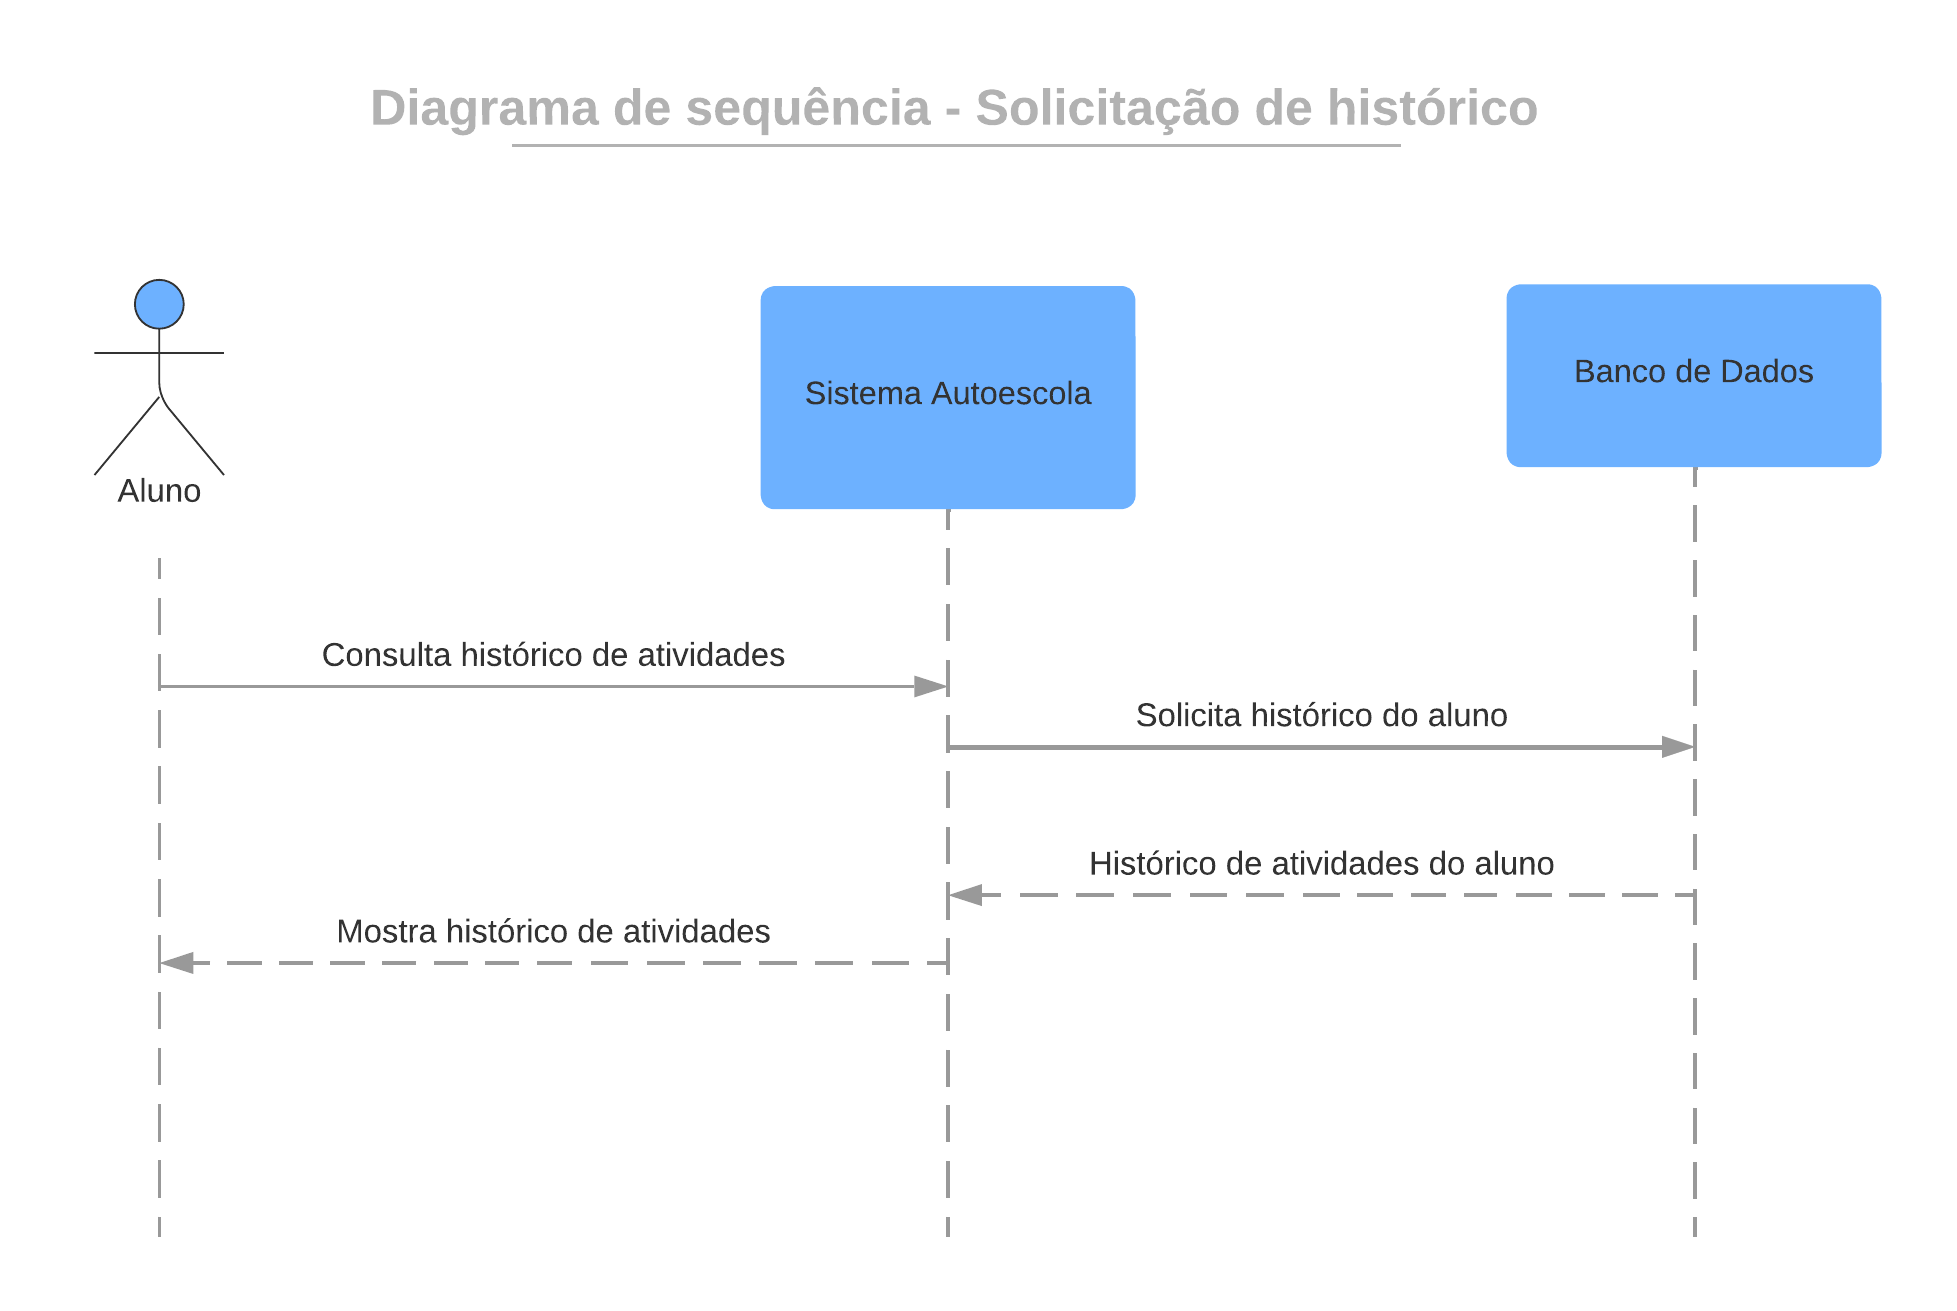 Diagrama de sequência - Solicitação de histórico
Aluno
Sistema Autoescola
Banco de Dados
Consulta histórico de atividades
Solicita histórico do aluno
Histórico de atividades do aluno
Mostra histórico de atividades